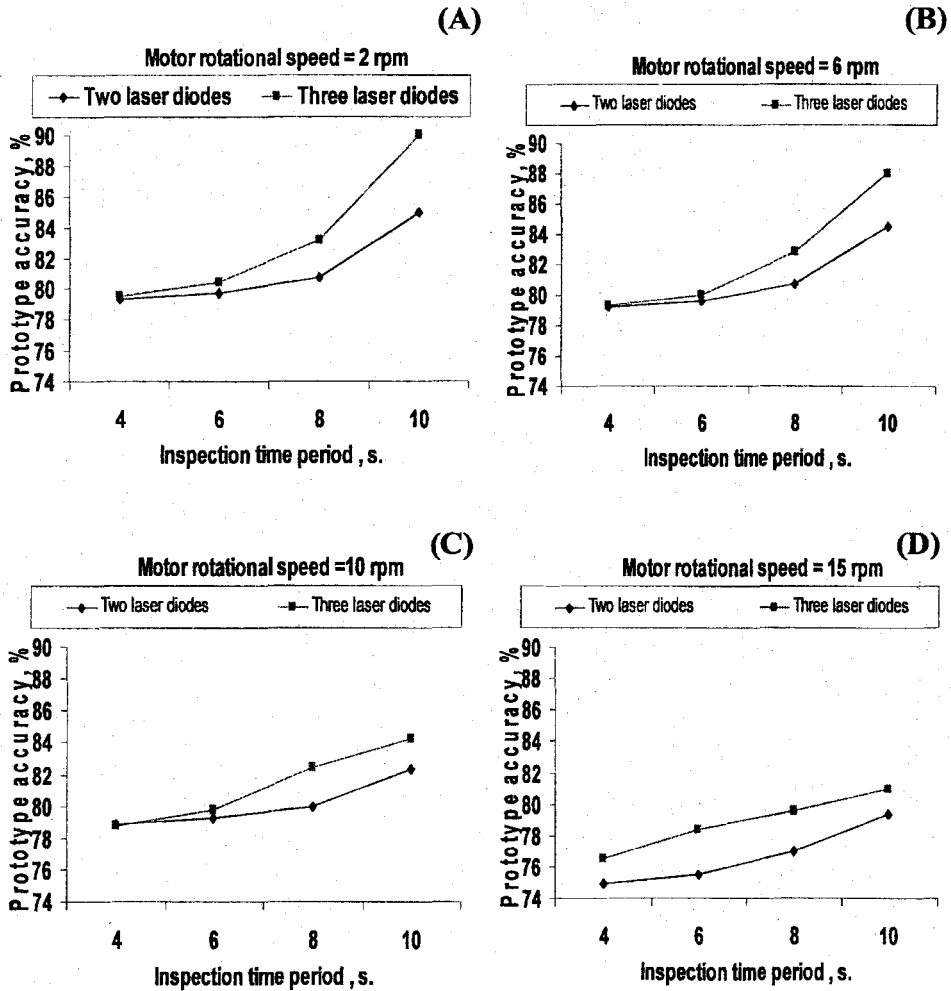 (A)
Motor rotational speed = 2 rpm
Two laser diodes Three laser diodes
Prototype accuracy, %
90
88
86
84
82
80
78
76
74
4 6 8 10
Inspection time period , s.
(B)
Motor rotational speed = 6 rpm
Two laser diodes Three laser diodes
Prototype accuracy, %
90
88
86
84
82
80
78
76
74
4 6 8 10
Inspection time period , s.
(C)
Motor rotational speed =10 rpm
Two laser diodes Three laser diodes
Prototype accuracy, %
90
88
86
84
82
80
78
76
74
4 6 8 10
Inspection time period , s.
(D)
Motor rotational speed = 15 rpm
Two laser diodes Three laser diodes
Prototype accuracy, %
90
88
86
84
82
80
78
76
74
4 6 8 10
Inspection time period , s.